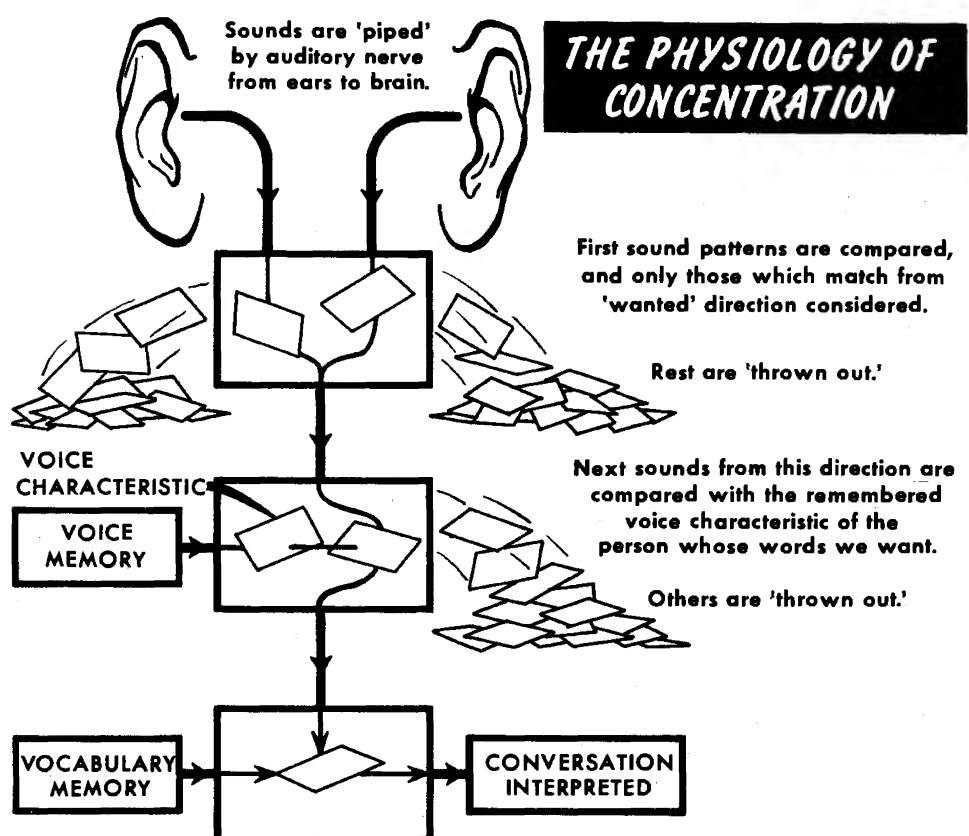 Sounds are 'piped'
by auditory nerve
from ears to brain.
THE PHYSIOLOGY OF
CONCENTRATION
First sound patterns are compared,
and only those which match from
'wanted' direction considered.
Rest are 'thrown out.'
VOICE
CHARACTERISTIC
VOICE
MEMORY
Next sounds from this direction are
compared with the remembered
voice characteristic of the
person whose words we want.
Others are 'thrown out.'
VOCABULARY
MEMORY
CONVERSATION
INTERPRETED